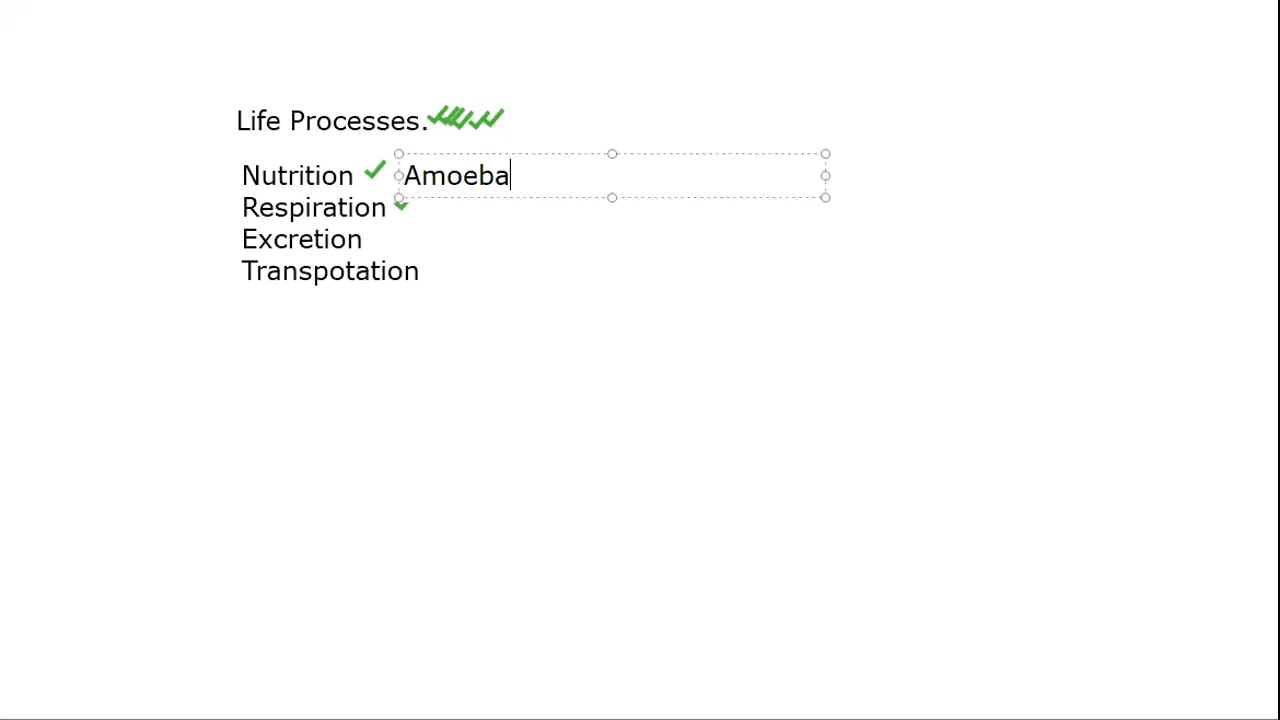 Life Processes.
Nutrition Amoeba
Respiration
Excretion
Transpotation